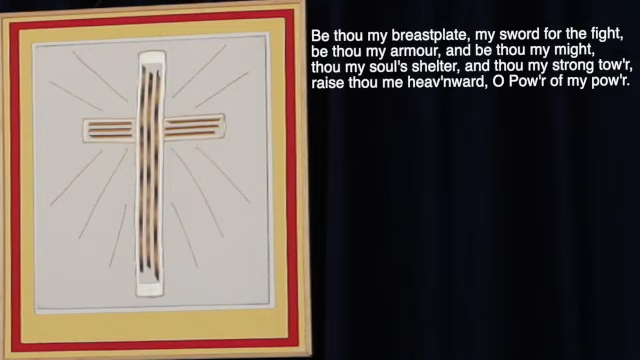 Be thou my breastplate, my sword for the fight,
be thou my armour, and be thou my might,
thou my soul's shelter, and thou my strong tow'r,
raise thou me heav'nward, O Pow'r of my pow'r.